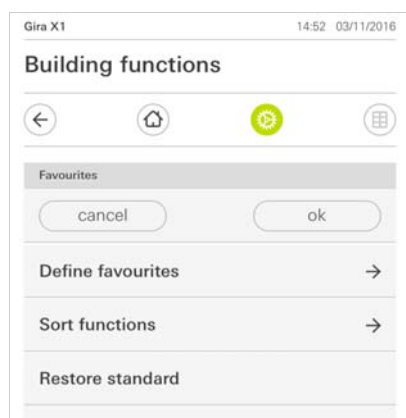 Gira X1 14:52 03/11/2016
Building functions
Favourites
cancel ok
Define favourites
Sort functions
Restore standard